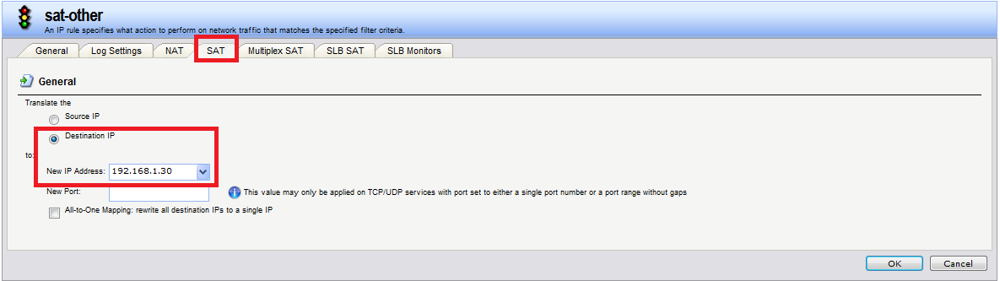 sat-other
An IP rule specifies what action to perform on network traffic that matches the specified filter criteria.
General Log Settings NAT SAT Multiplex SAT SLB SAT SLB Monitors
General
Translate the
Source IP
Destination IP
to:
New IP Address: 192.168.1.30
New Port: This value may only be applied on TCP/UDP services with port set to either a single port number or a port range without gaps
All-to-One Mapping: rewrite all destination IPs to a single IP
OK Cancel